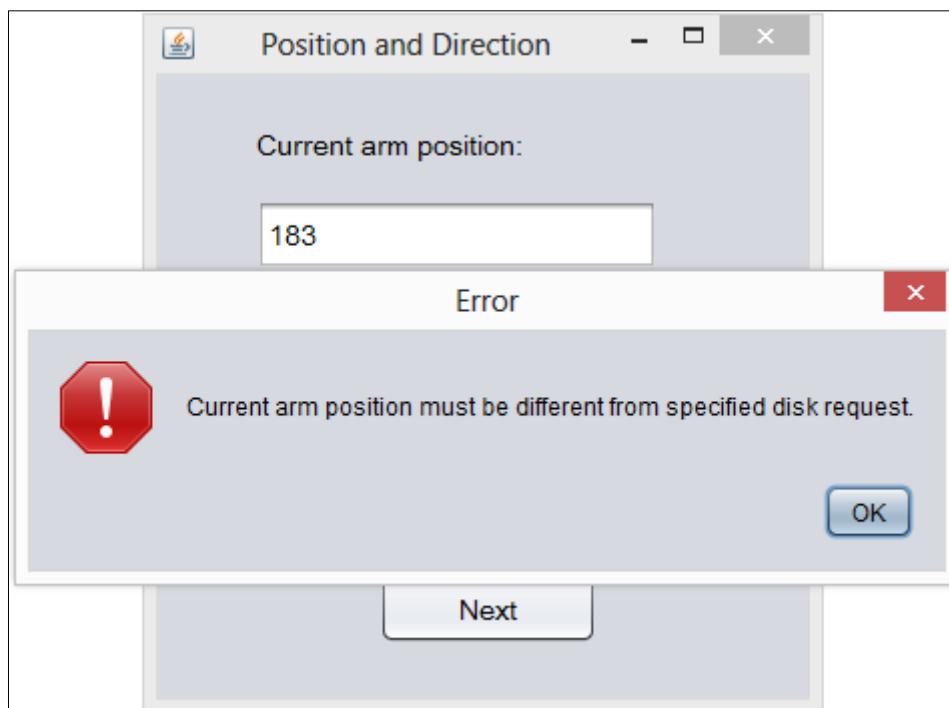 Position and Direction
Current arm position:
183
Error
Current arm position must be different from specified disk request.
OK
Next